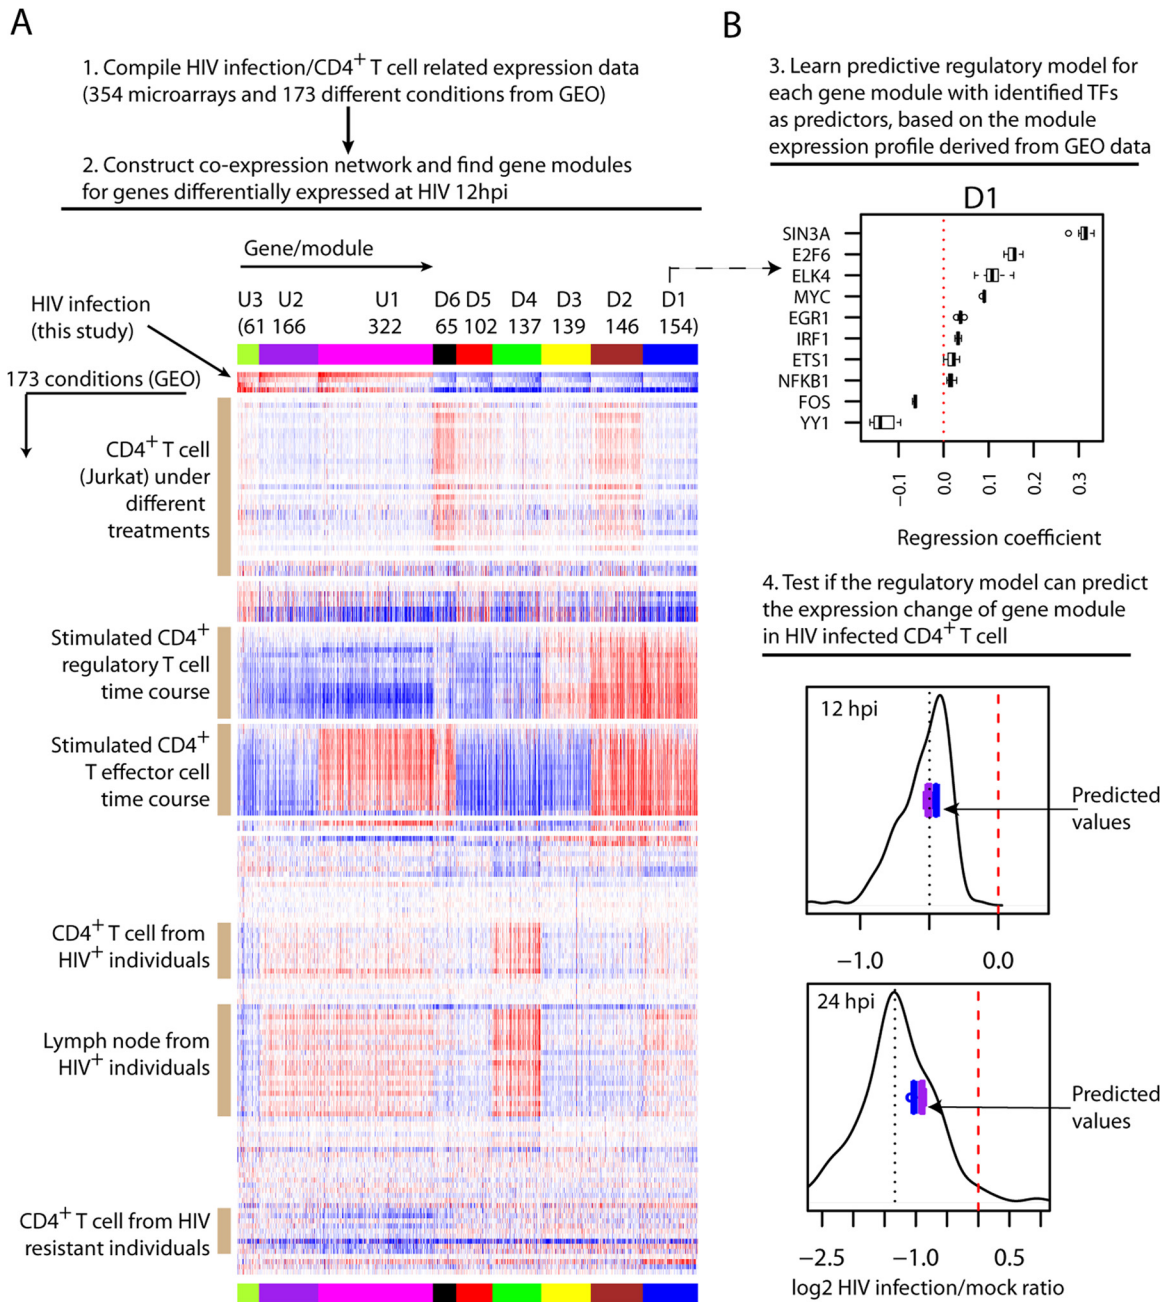 A
1. Compile HIV infection/CD4+ T cell related expression data
(354 microarrays and 173 different conditions from GEO)
2. Construct co-expression network and find gene modules
for genes differentially expressed at HIV 12hpi
Gene/module
HIV infection
(this study)
U3 U2 U1 D6 D5 D4 D3 D2 D1
(61 166 322 65 102 137 139 146 154)
173 conditions (GEO)
CD4+ T cell
(Jurkat) under
different
treatments
Stimulated CD4+
regulatory T cell
time course
Stimulated CD4+
T effector cell
time course
CD4+ T cell from
HIV+ individuals
Lymph node from
HIV+ individuals
CD4+ T cell from HIV
resistant individuals
B
3. Learn predictive regulatory model for
each gene module with identified TFs
as predictors, based on the module
expression profile derived from GEO data
D1
SIN3A
E2F6
ELK4
MYC
EGR1
IRF1
ETS1
NFKB1
FOS
YY1
−0.1 0.0 0.1 0.2 0.3
Regression coefficient
4. Test if the regulatory model can predict
the expression change of gene module
in HIV infected CD4+ T cell
12 hpi
Predicted
values
−1.0 0.0
24 hpi
Predicted
values
−2.5 −1.0 0.5
log2 HIV infection/mock ratio